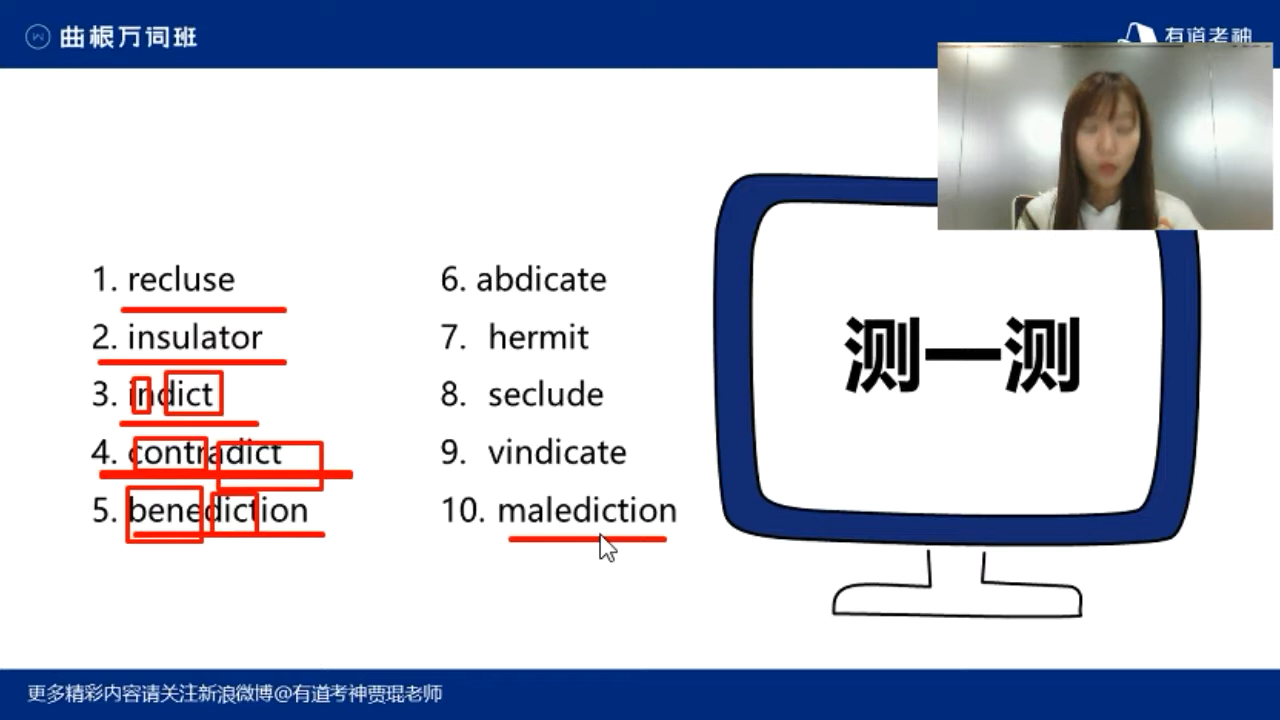 曲根万词班
有道考神
1. recluse
2. insulator
3. indict
4. contradict
5. benediction
6. abdicate
7. hermit
8. seclude
9. vindicate
10. malediction
测一测
更多精彩内容请关注新浪微博@有道考神贾琨老师